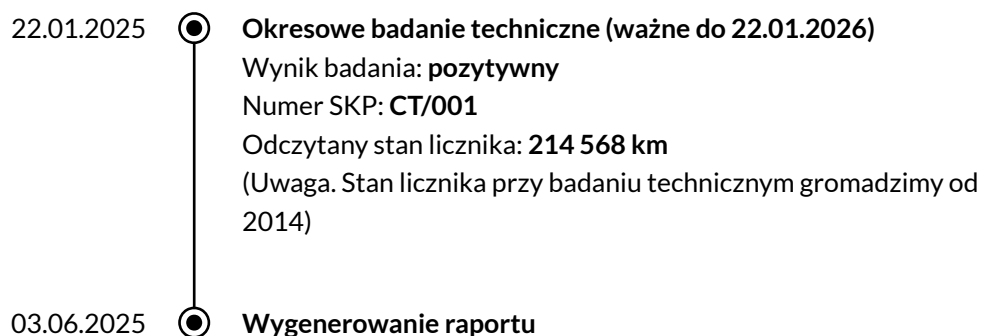 22.01.2025 Okresowe badanie techniczne (ważne do 22.01.2026)
Wynik badania: pozytywny
Numer SKP: CT/001
Odczytany stan licznika: 214 568 km
(Uwaga. Stan licznika przy badaniu technicznym gromadzimy od
2014)
03.06.2025 Wygenerowanie raportu